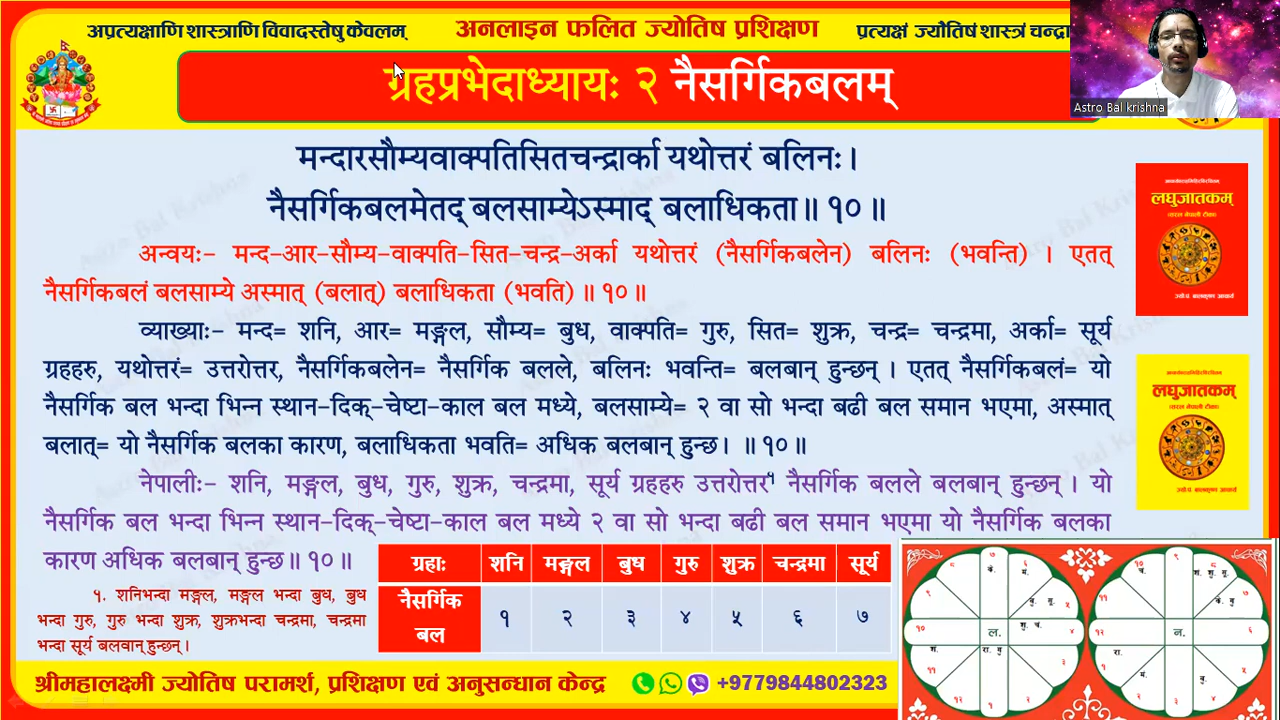 अप्रत्यक्षाणि शास्त्राणि विवादस्तेषु केवलम्
अनलाइन फलित ज्योतिष प्रशिक्षण
प्रत्यक्षं ज्योतिषं शास्त्रं चन्द्रा
Astro Bal krishna
ग्रहप्रभेदाध्यायः २ नैसर्गिकबलम्
मन्दारसौम्यवाक्पतिसितचन्द्रार्का यथोत्तरं बलिनः ।
नैसर्गिकबलमेतद् बलसाम्येऽस्माद् बलाधिकता॥ १०॥
अन्वयः- मन्द-आर-सौम्य-वाक्पति-सित-चन्द्र-अर्का यथोत्तरं (नैसर्गिकबलेन) बलिनः (भवन्ति) । एतत्
नैसर्गिकबलं बलसाम्ये अस्मात् (बलात्) बलाधिकता (भवति)॥ १०॥
व्याख्याः- मन्द= शनि, आर= मङ्गल, सौम्य= बुध, वाक्पति= गुरु, सित= शुक्र, चन्द्र= चन्द्रमा, अर्का= सूर्य
ग्रहहरु, यथोत्तरं= उत्तरोत्तर, नैसर्गिकबलेन= नैसर्गिक बलले, बलिनः भवन्ति= बलबान् हुन्छन् । एतत् नैसर्गिकबलं= यो
नैसर्गिक बल भन्दा भिन्न स्थान-दिक्-चेष्टा-काल बल मध्ये, बलसाम्ये= २ वा सो भन्दा बढी बल समान भएमा, अस्मात्
बलात्= यो नैसर्गिक बलका कारण, बलाधिकता भवति= अधिक बलबान् हुन्छ। ॥१०॥
नेपालीः- शनि, मङ्गल, बुध, गुरु, शुक्र, चन्द्रमा, सूर्य ग्रहहरु उत्तरोत्तर१ नैसर्गिक बलले बलबान् हुन्छन् । यो
नैसर्गिक बल भन्दा भिन्न स्थान-दिक्-चेष्टा-काल बल मध्ये २ वा सो भन्दा बढी बल समान भएमा यो नैसर्गिक बलका
कारण अधिक बलबान् हुन्छ॥ १०॥
१. शनिभन्दा मङ्गल, मङ्गल भन्दा बुध, बुध
भन्दा गुरु, गुरु भन्दा शुक्र, शुक्रभन्दा चन्द्रमा, चन्द्रमा
भन्दा सूर्य बलवान् हुन्छन् ।
ग्रहाः शनि मङ्गल बुध गुरु शुक्र चन्द्रमा सूर्य
नैसर्गिक बल १ २ ३ ४ ५ ६ ७
लघुजातकम्
लघुजातकम्
ल.
न.
श्रीमहालक्ष्मी ज्योतिष परामर्श, प्रशिक्षण एवं अनुसन्धान केन्द्र
+9779844802323